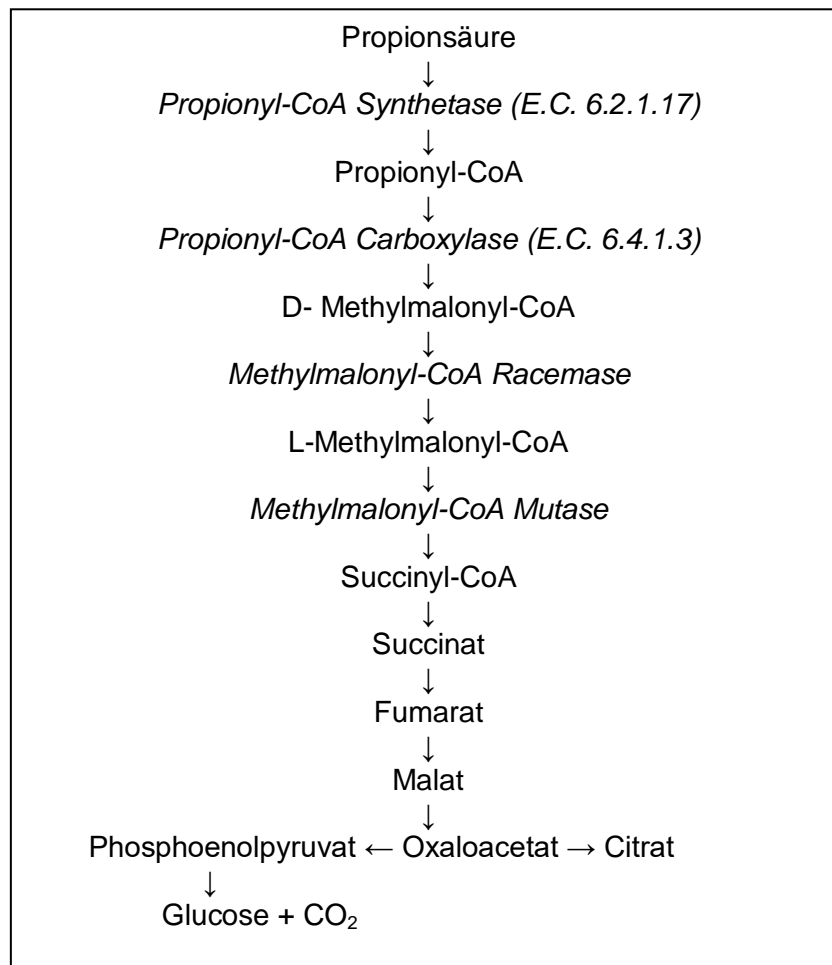 Propionsäure
↓
Propionyl-CoA Synthetase (E.C. 6.2.1.17)
↓
Propionyl-CoA
↓
Propionyl-CoA Carboxylase (E.C. 6.4.1.3)
↓
D- Methylmalonyl-CoA
↓
Methylmalonyl-CoA Racemase
↓
L-Methylmalonyl-CoA
↓
Methylmalonyl-CoA Mutase
↓
Succinyl-CoA
↓
Succinat
↓
Fumarat
↓
Malat
↓
Phosphoenolpyruvat ← Oxaloacetat → Citrat
↓
Glucose + CO₂